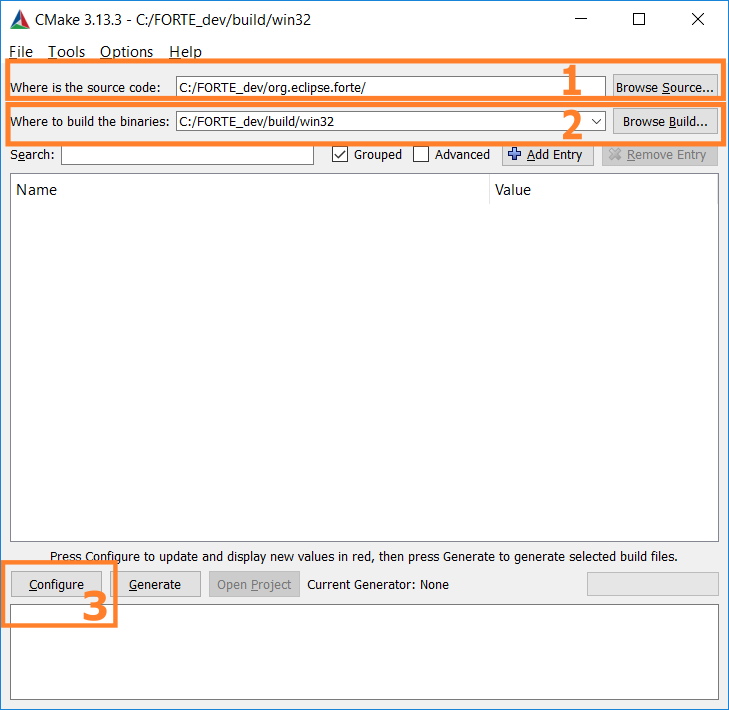 CMake 3.13.3 - C:/FORTE_dev/build/win32
File Tools Options Help
Where is the source code: C:/FORTE_dev/org.eclipse.forte/ 1 Browse Source...
Where to build the binaries: C:/FORTE_dev/build/win32 2 Browse Build...
Search: Grouped Advanced Add Entry Remove Entry
Name Value
Press Configure to update and display new values in red, then press Generate to generate selected build files.
Configure Generate Open Project Current Generator: None
3